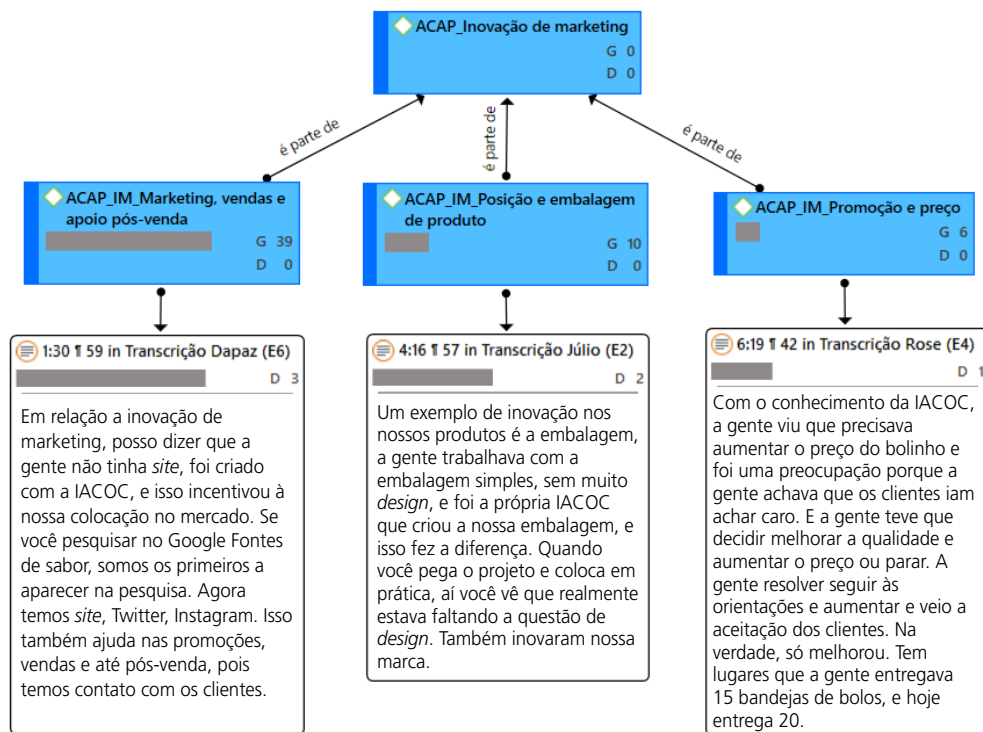 ACAP_Inovação de marketing
G 0
D 0
é parte de
é parte de
é parte de
ACAP_IM_Marketing, vendas e
apoio pós-venda
G 39
D 0
ACAP_IM_Posição e embalagem
de produto
G 10
D 0
ACAP_IM_Promoção e preço
G 6
D 0
1:30 ¶ 59 in Transcrição Dapaz (E6)
D 3
Em relação a inovação de
marketing, posso dizer que a
gente não tinha site, foi criado
com a IACOC, e isso incentivou à
nossa colocação no mercado. Se
você pesquisar no Google Fontes
de sabor, somos os primeiros a
aparecer na pesquisa. Agora
temos site, Twitter, Instagram. Isso
também ajuda nas promoções,
vendas e até pós-venda, pois
temos contato com os clientes.
4:16 ¶ 57 in Transcrição Júlio (E2)
D 2
Um exemplo de inovação nos
nossos produtos é a embalagem,
a gente trabalhava com a
embalagem simples, sem muito
design, e foi a própria IACOC
que criou a nossa embalagem, e
isso fez a diferença. Quando
você pega o projeto e coloca em
prática, aí você vê que realmente
estava faltando a questão de
design. Também inovaram nossa
marca.
6:19 ¶ 42 in Transcrição Rose (E4)
D 1
Com o conhecimento da IACOC,
a gente viu que precisava
aumentar o preço do bolinho e
foi uma preocupação porque a
gente achava que os clientes iam
achar caro. E a gente teve que
decidir melhorar a qualidade e
aumentar o preço ou parar. A
gente resolver seguir às
orientações e aumentar e veio a
aceitação dos clientes. Na
verdade, só melhorou. Tem
lugares que a gente entregava
15 bandejas de bolos, e hoje
entrega 20.